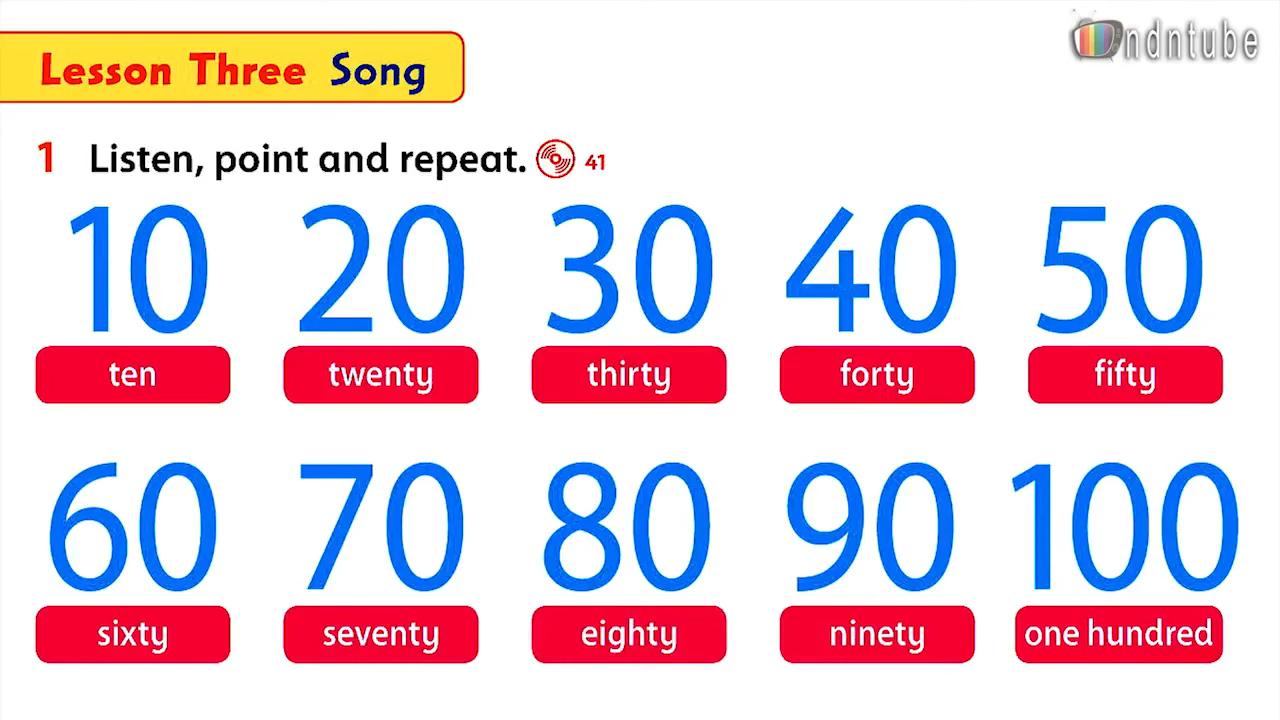 ndntube
Lesson Three Song
1 Listen, point and repeat. 41
10 20 30 40 50
ten twenty thirty forty fifty
60 70 80 90 100
sixty seventy eighty ninety one hundred